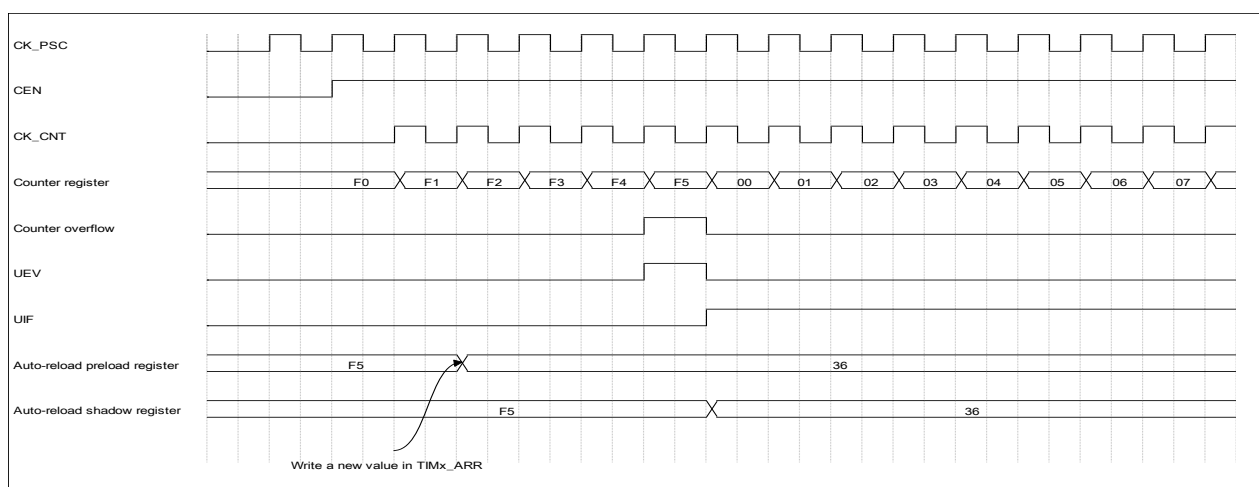 CK_PSC
CEN
CK_CNT
Counter register F0 F1 F2 F3 F4 F5 00 01 02 03 04 05 06 07
Counter overflow
UEV
UIF
Auto-reload preload register F5 36
Auto-reload shadow register F5 36
Write a new value in TIMx_ARR